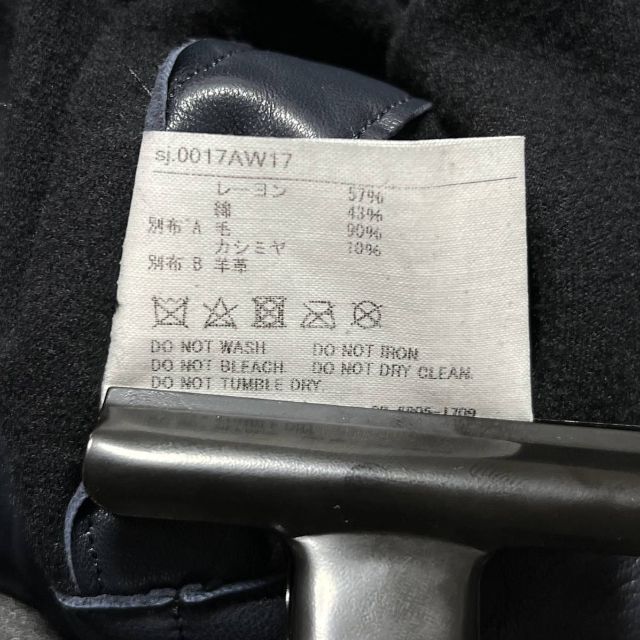 sj.0017AW17
レーヨン 57%
綿 43%
別布 A 毛 90%
カシミヤ 10%
別布 B 羊革
DO NOT WASH DO NOT IRON
DO NOT BLEACH DO NOT DRY CLEAN.
DO NOT TUMBLE DRY.